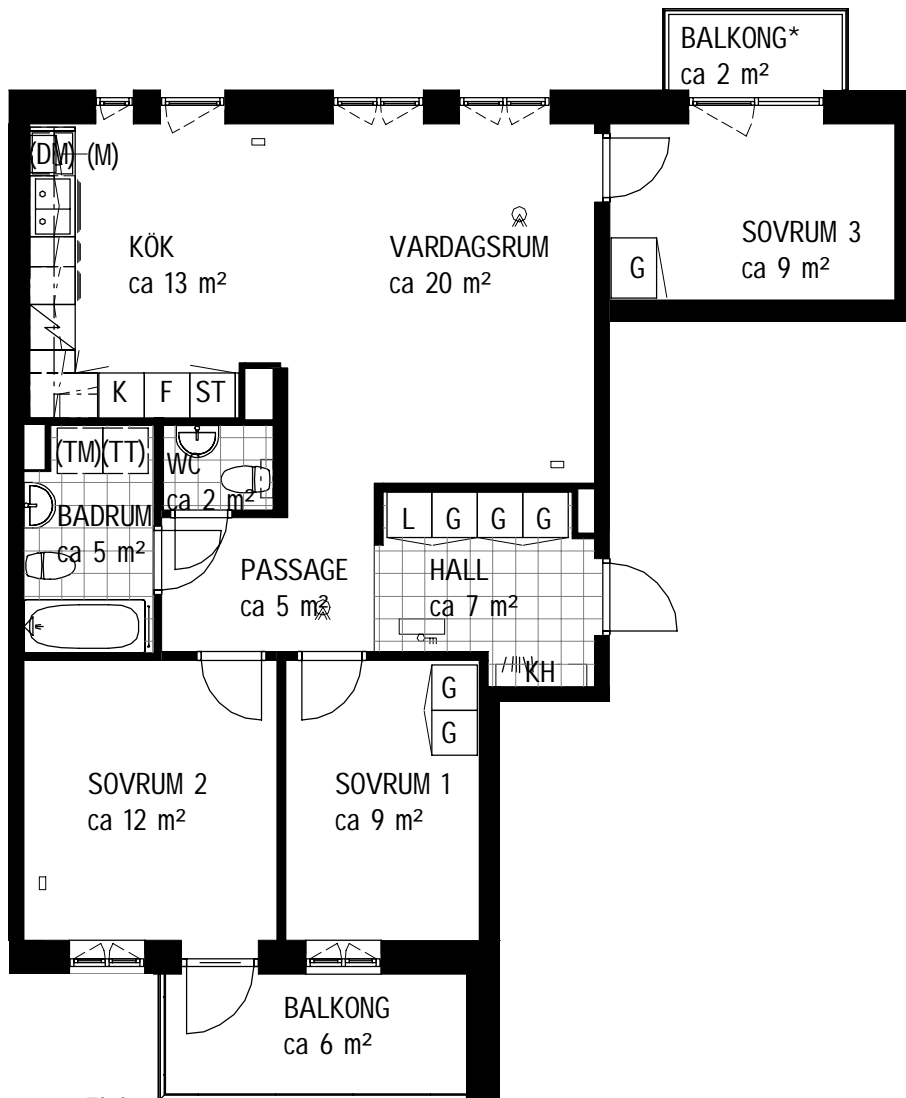 BALKONG*
ca 2 m²
(DM) (M)
KÖK
ca 13 m²
VARDAGSRUM
ca 20 m²
SOVRUM 3
ca 9 m²
G
K F ST
(TM) (TT)
WC
ca 2 m²
BADRUM
ca 5 m²
L G G G
PASSAGE
ca 5 m²
HALL
ca 7 m²
KH
G
G
SOVRUM 2
ca 12 m²
SOVRUM 1
ca 9 m²
BALKONG
ca 6 m²